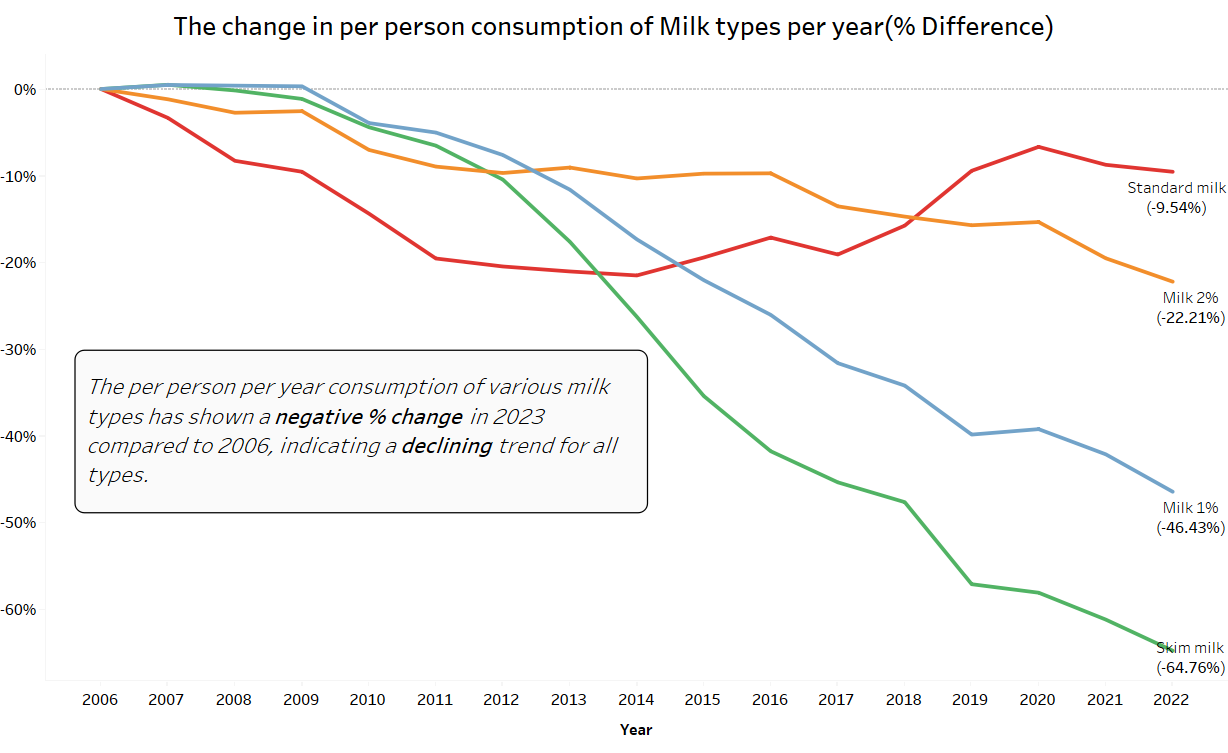 The change in per person consumption of Milk types per year(% Difference)
0%
-10%
-20%
-30%
-40%
-50%
-60%
Standard milk
(-9.54%)
Milk 2%
(-22.21%)
Milk 1%
(-46.43%)
Skim milk
(-64.76%)
The per person per year consumption of various milk
types has shown a negative % change in 2023
compared to 2006, indicating a declining trend for all
types.
2006 2007 2008 2009 2010 2011 2012 2013 2014 2015 2016 2017 2018 2019 2020 2021 2022
Year